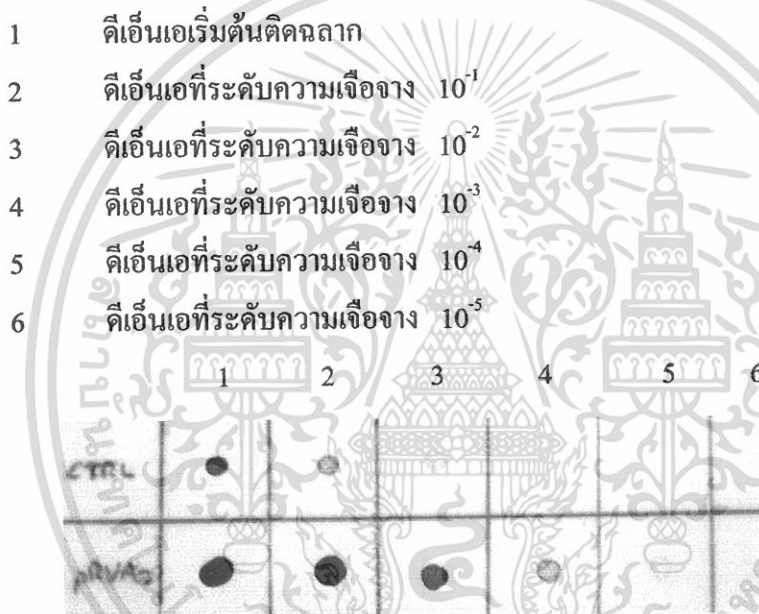 1 ดีเอ็นเอเริ่มต้นติดฉลาก
2 ดีเอ็นเอที่ระดับความเจือจาง 10⁻¹
3 ดีเอ็นเอที่ระดับความเจือจาง 10⁻²
4 ดีเอ็นเอที่ระดับความเจือจาง 10⁻³
5 ดีเอ็นเอที่ระดับความเจือจาง 10⁻⁴
6 ดีเอ็นเอที่ระดับความเจือจาง 10⁻⁵
1 2 3 4 5 6
CTRL